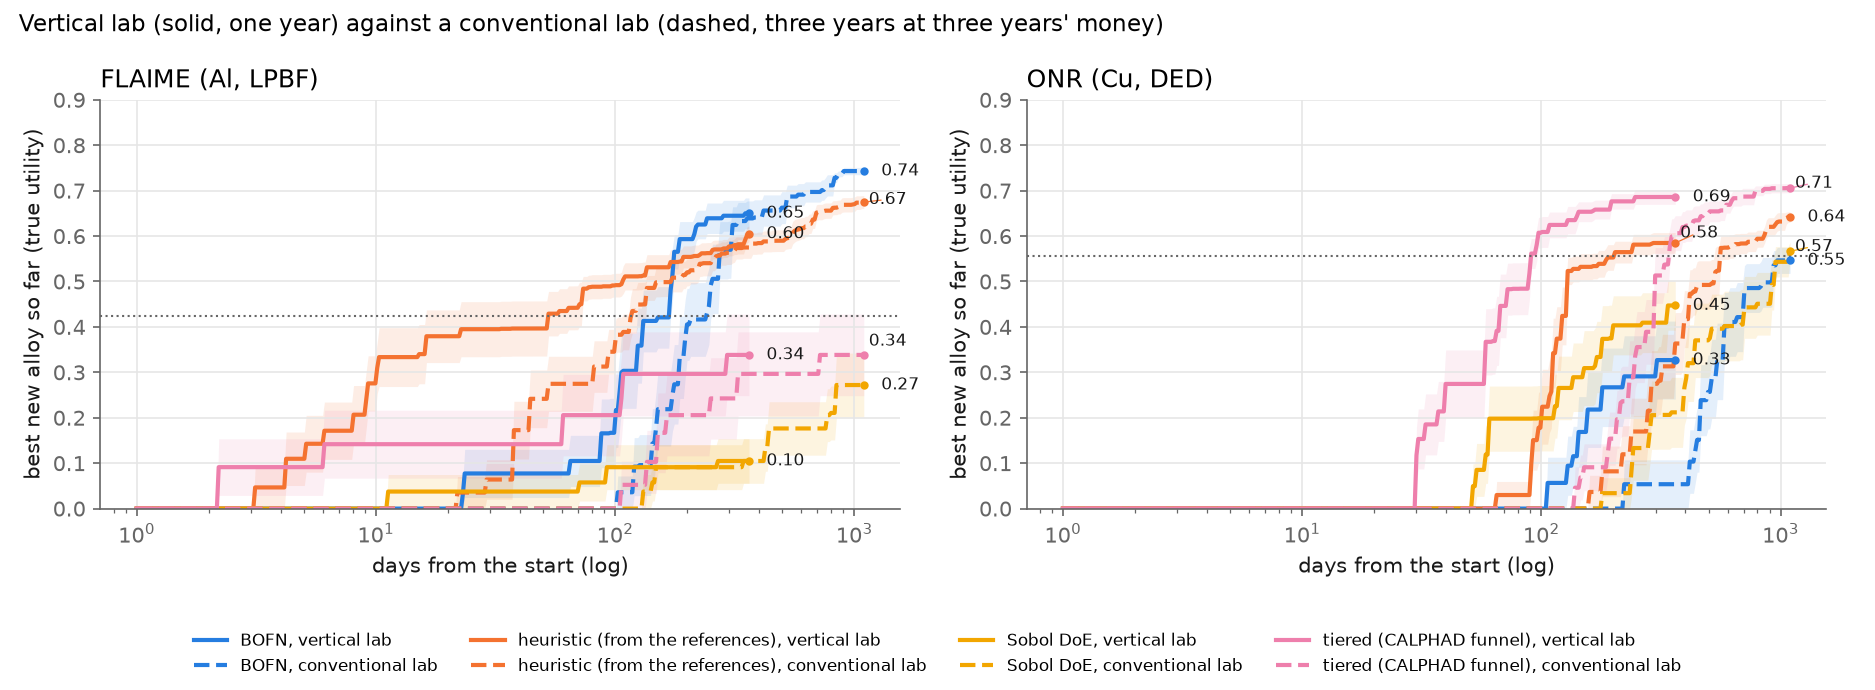 Vertical lab (solid, one year) against a conventional lab (dashed, three years at three years' money)
FLAIME (Al, LPBF)
best new alloy so far (true utility)
0.9
0.8
0.7
0.6
0.5
0.4
0.3
0.2
0.1
0.0
0.74
0.67
0.65
0.60
0.34
0.34
0.27
0.10
10⁰
10¹
10²
10³
days from the start (log)
ONR (Cu, DED)
best new alloy so far (true utility)
0.9
0.8
0.7
0.6
0.5
0.4
0.3
0.2
0.1
0.0
0.71
0.69
0.64
0.58
0.57
0.55
0.45
0.33
10⁰
10¹
10²
10³
days from the start (log)
BOFN, vertical lab
heuristic (from the references), vertical lab
Sobol DoE, vertical lab
tiered (CALPHAD funnel), vertical lab
BOFN, conventional lab
heuristic (from the references), conventional lab
Sobol DoE, conventional lab
tiered (CALPHAD funnel), conventional lab